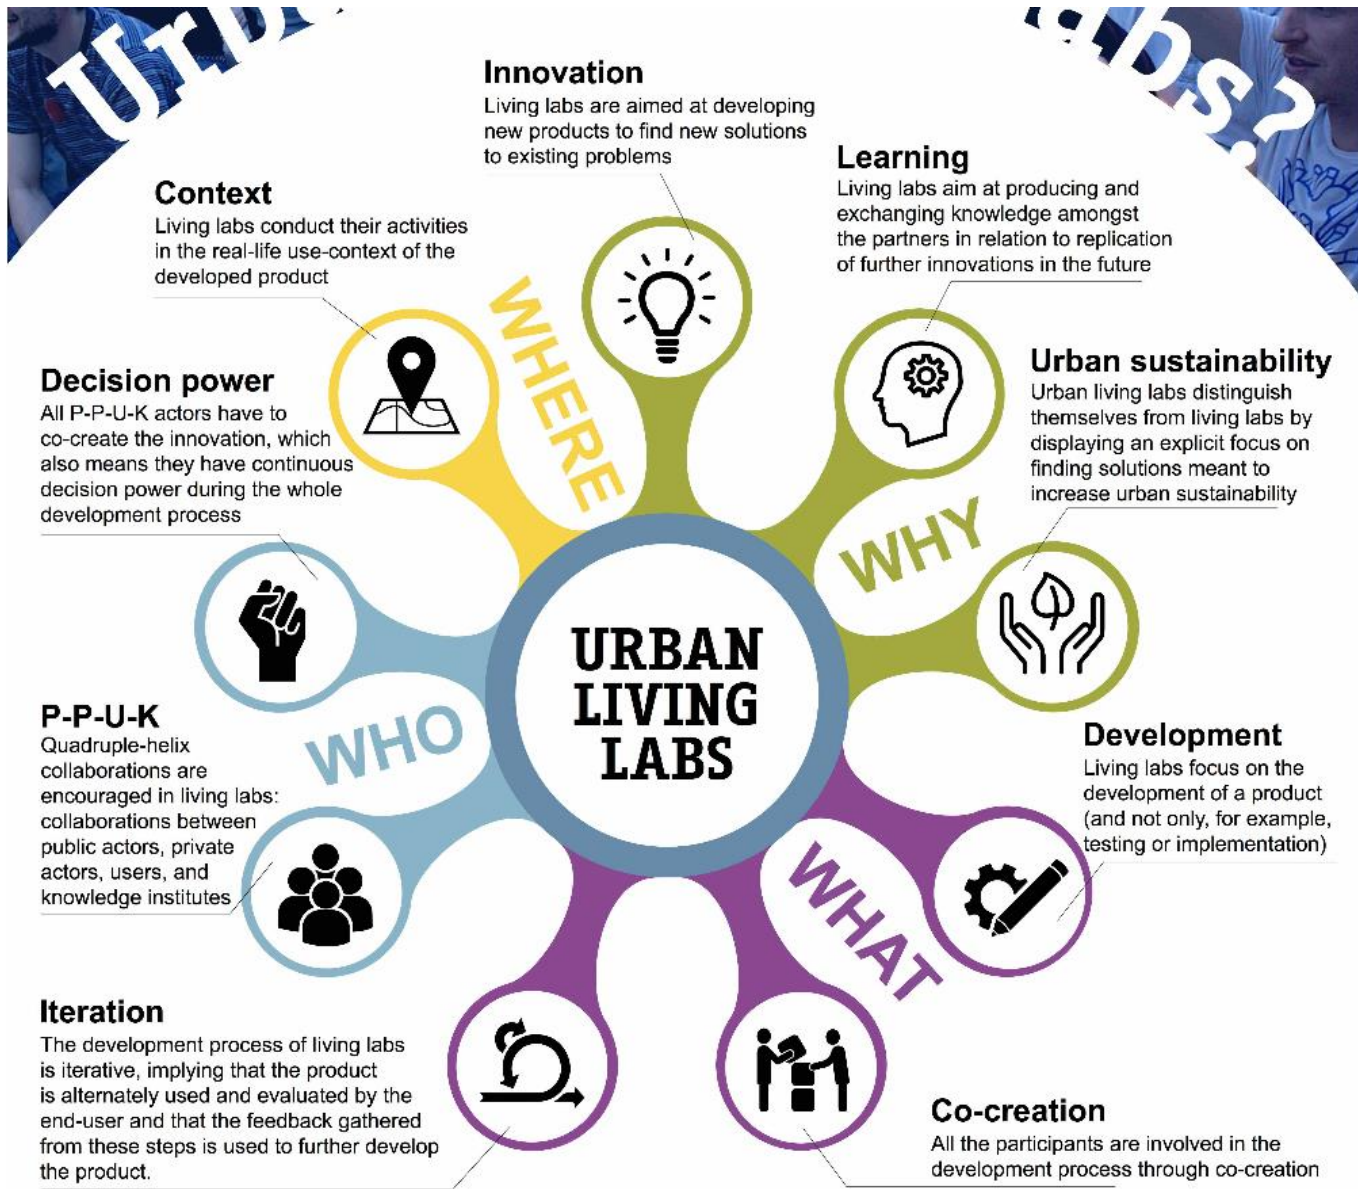 Innovation
Living labs are aimed at developing
new products to find new solutions
to existing problems
Learning
Living labs aim at producing and
exchanging knowledge amongst
the partners in relation to replication
of further innovations in the future
Context
Living labs conduct their activities
in the real-life use-context of the
developed product
WHERE
Urban sustainability
Urban living labs distinguish
themselves from living labs by
displaying an explicit focus on
finding solutions meant to
increase urban sustainability
Decision power
All P-P-U-K actors have to
co-create the innovation, which
also means they have continuous
decision power during the whole
development process
WHY
URBAN
LIVING
LABS
P-P-U-K
Quadruple-helix
collaborations are
encouraged in living labs:
collaborations between
public actors, private
actors, users, and
knowledge institutes
WHO
Development
Living labs focus on the
development of a product
(and not only, for example,
testing or implementation)
WHAT
Iteration
The development process of living labs
is iterative, implying that the product
is alternately used and evaluated by the
end-user and that the feedback gathered
from these steps is used to further develop
the product.
Co-creation
All the participants are involved in the
development process through co-creation